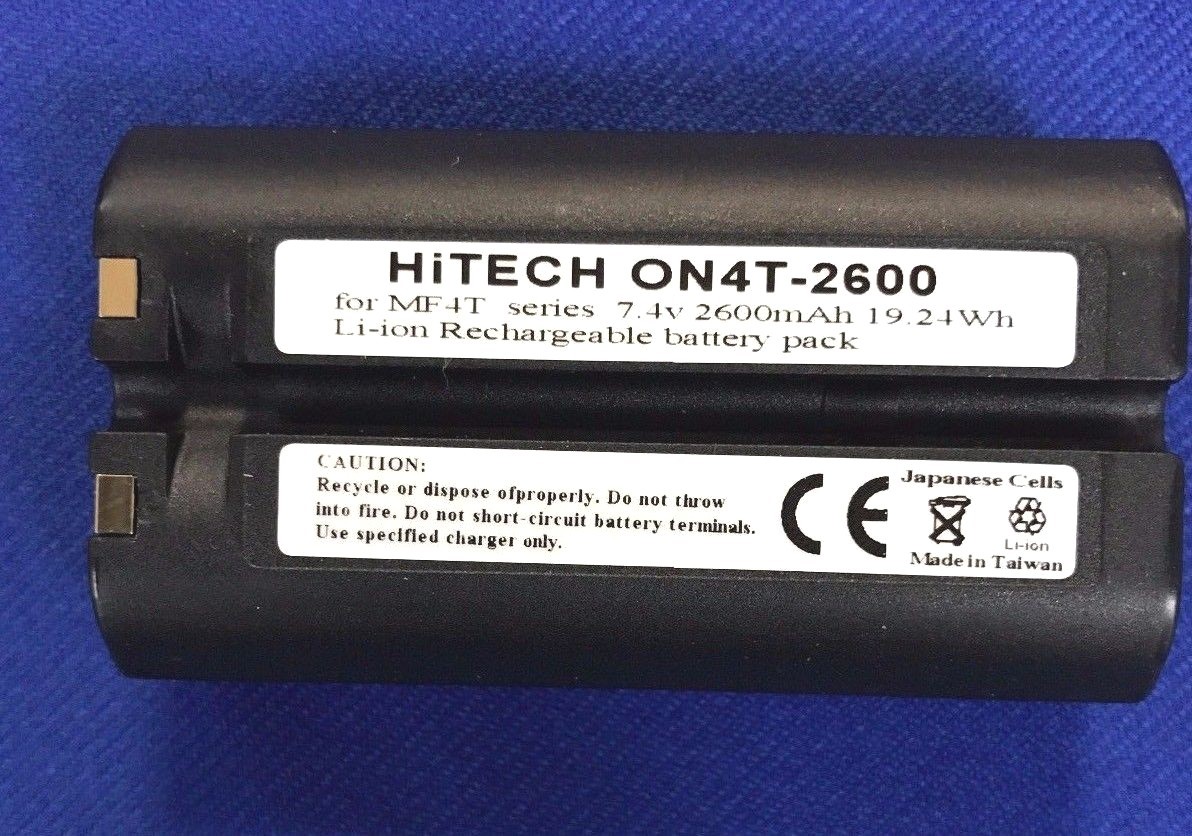 HiTECH ON4T-2600
for MF4T series 7.4v 2600mAh 19.24Wh
Li-ion Rechargeable battery pack
CAUTION:
Recycle or dispose ofproperly. Do not throw
into fire. Do not short-circuit battery terminals.
Use specified charger only.
CE
Japanese Cells
Li-ion
Made in Taiwan